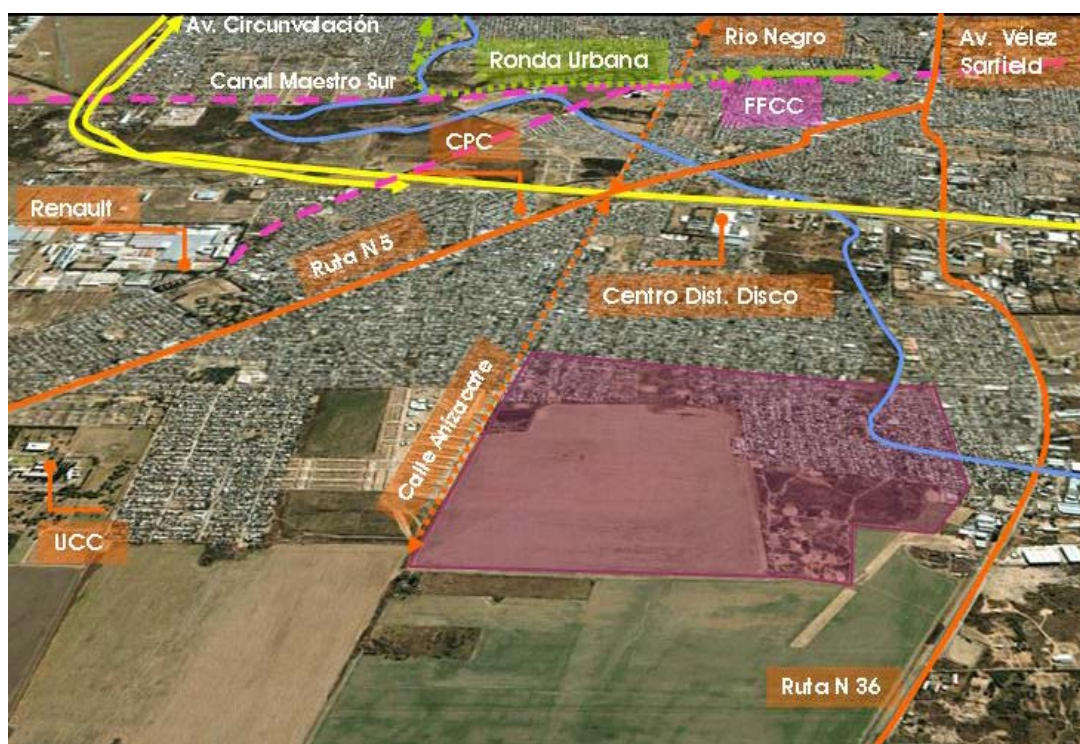 Av. Circunvalación
Rio Negro
Av. Vélez
Sarfield
Ronda Urbana
Canal Maestro Sur
FFCC
CPC
Renault
Ruta N 5
Centro Dist. Disco
Calle Anizacate
UCC
Ruta N 36